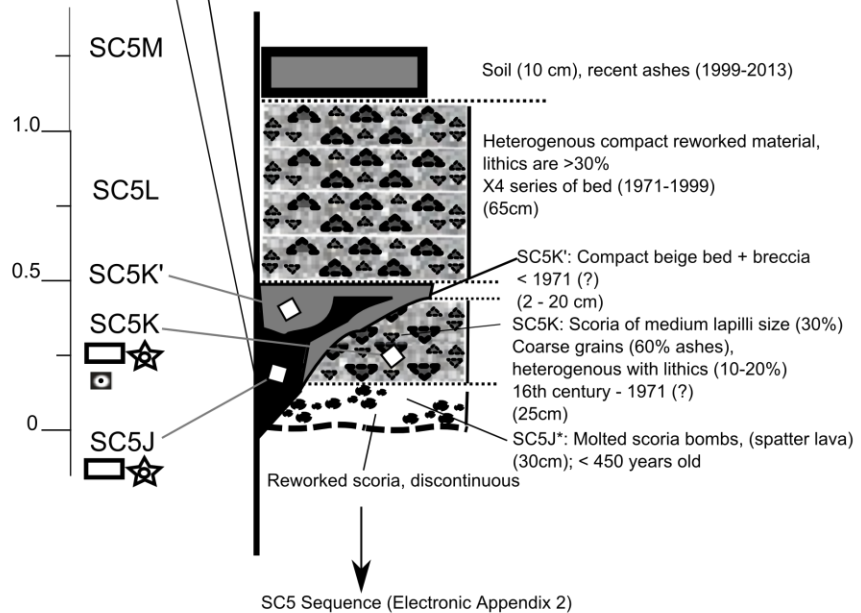 SC5M
1.0
SC5L
0.5
SC5K'
SC5K
0
SC5J
Soil (10 cm), recent ashes (1999-2013)
Heterogenous compact reworked material,
lithics are >30%
X4 series of bed (1971-1999)
(65cm)
SC5K': Compact beige bed + breccia
< 1971 (?)
(2 - 20 cm)
SC5K: Scoria of medium lapilli size (30%)
Coarse grains (60% ashes),
heterogenous with lithics (10-20%)
16th century - 1971 (?)
(25cm)
SC5J*: Molted scoria bombs, (spatter lava)
(30cm); < 450 years old
Reworked scoria, discontinuous
SC5 Sequence (Electronic Appendix 2)